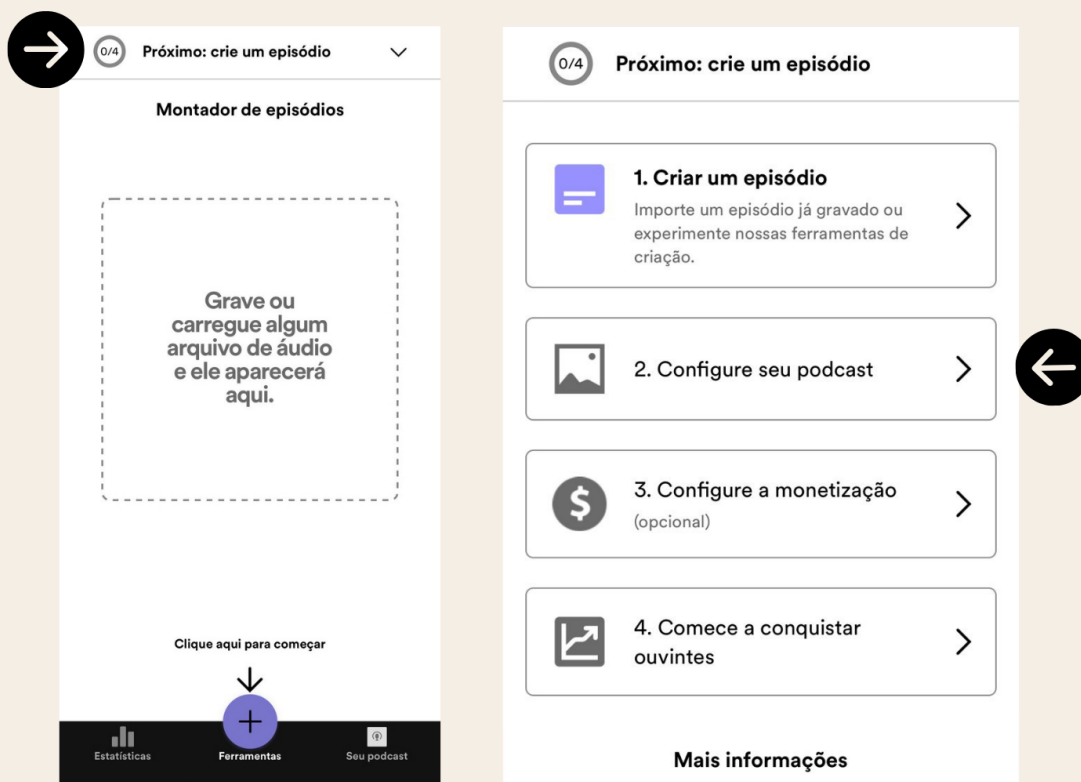 0/4
Próximo: crie um episódio
Montador de episódios
Grave ou
carregue algum
arquivo de áudio
e ele aparecerá
aqui.
Clique aqui para começar
Estatísticas
Ferramentas
Seu podcast
0/4
Próximo: crie um episódio
1. Criar um episódio
Importe um episódio já gravado ou
experimente nossas ferramentas de
criação.
2. Configure seu podcast
3. Configure a monetização
(opcional)
4. Comece a conquistar
ouvintes
Mais informações